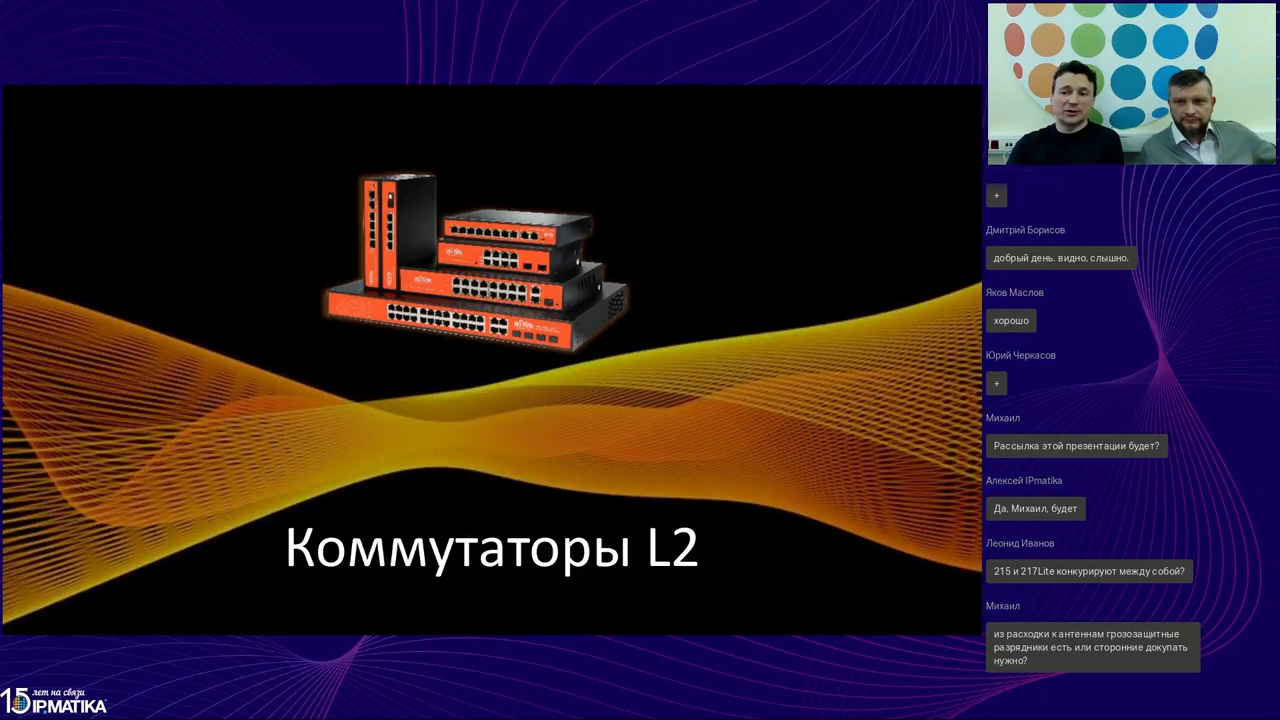 Коммутаторы L2
+
Дмитрий Борисов
добрый день. видно, слышно.
Яков Маслов
хорошо
Юрий Черкасов
+
Михаил
Рассылка этой презентации будет?
Алексей IPmatika
Да, Михаил, будет
Леонид Иванов
215 и 217Lite конкурируют между собой?
Михаил
из расходки к антеннам грозозащитные
разрядники есть или сторонние докупать
нужно?
15 лет на связи
IPMATIKA